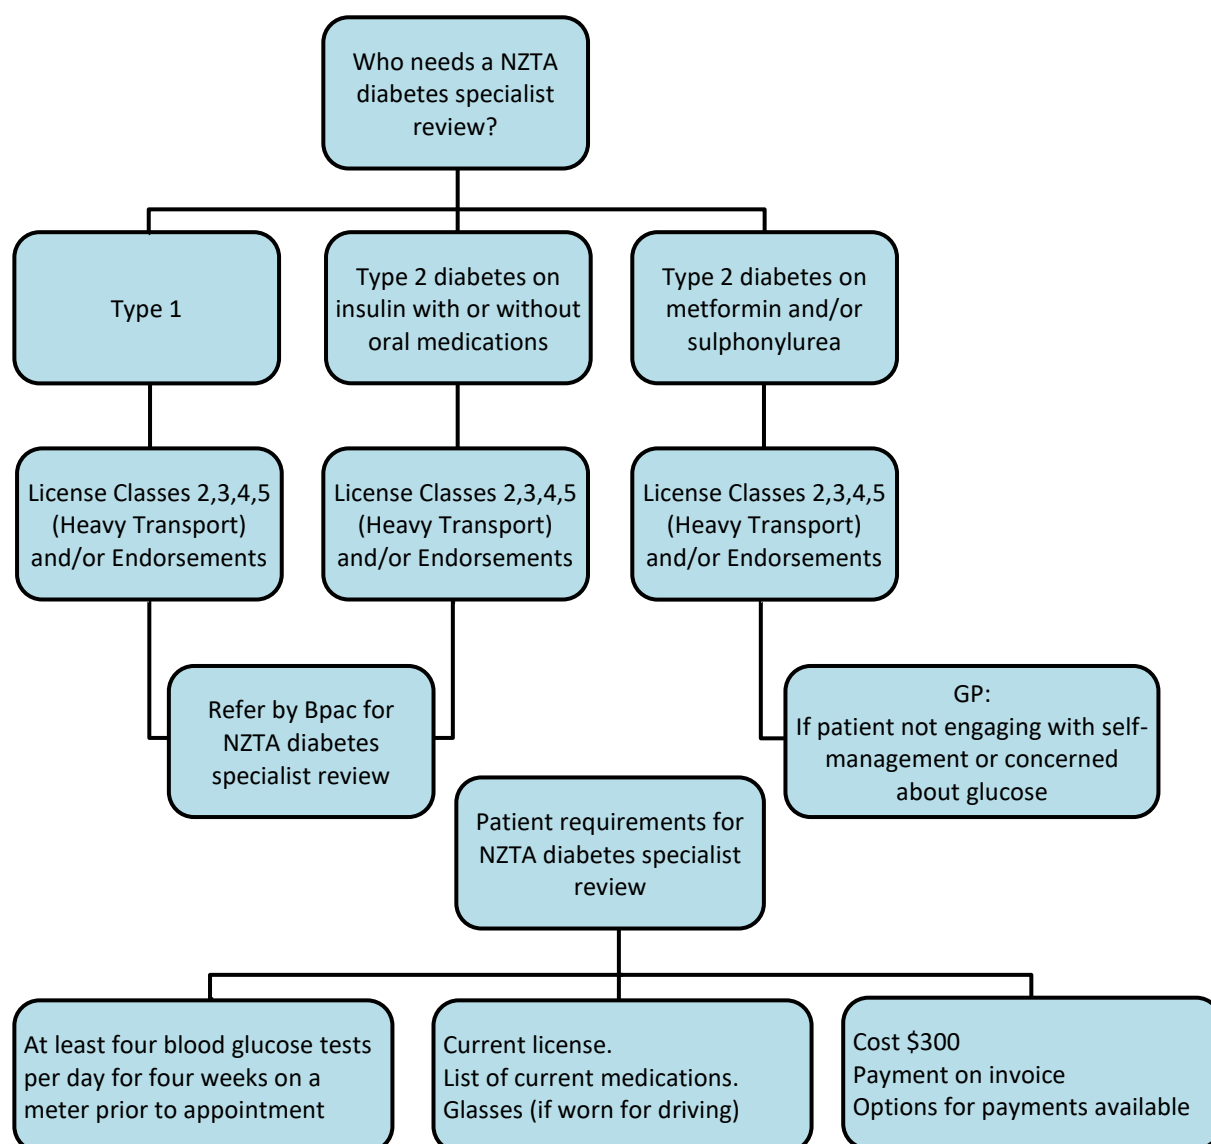 Who needs a NZTA
diabetes specialist
review?
Type 1
Type 2 diabetes on
insulin with or without
oral medications
Type 2 diabetes on
metformin and/or
sulphonylurea
License Classes 2,3,4,5
(Heavy Transport)
and/or Endorsements
License Classes 2,3,4,5
(Heavy Transport)
and/or Endorsements
License Classes 2,3,4,5
(Heavy Transport)
and/or Endorsements
Refer by Bpac for
NZTA diabetes
specialist review
GP:
If patient not engaging with self-
management or concerned
about glucose
Patient requirements for
NZTA diabetes specialist
review
At least four blood glucose tests
per day for four weeks on a
meter prior to appointment
Current license.
List of current medications.
Glasses (if worn for driving)
Cost $300
Payment on invoice
Options for payments available